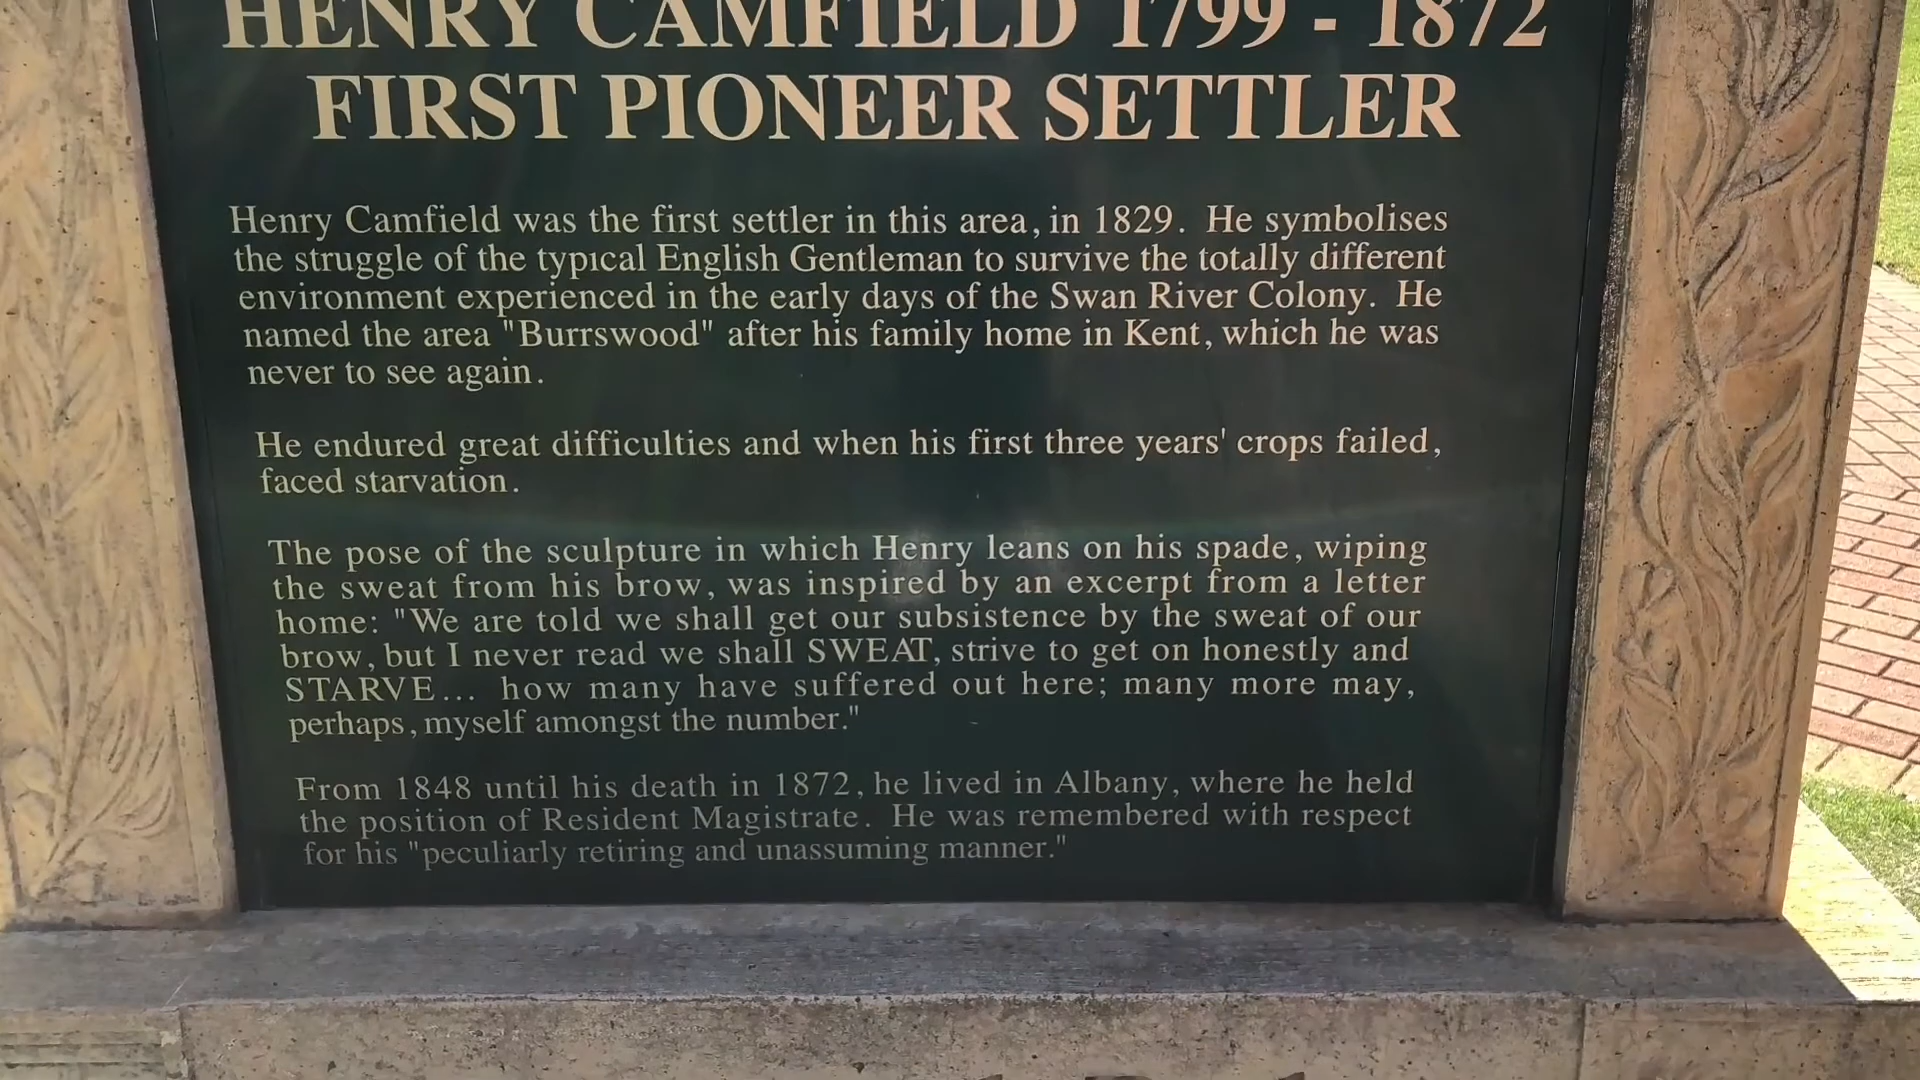 HENRY CAMFIELD 1799 - 1872
FIRST PIONEER SETTLER
Henry Camfield was the first settler in this area, in 1829. He symbolises
the struggle of the typical English Gentleman to survive the totally different
environment experienced in the early days of the Swan River Colony. He
named the area "Burrswood" after his family home in Kent, which he was
never to see again.
He endured great difficulties and when his first three years' crops failed,
faced starvation.
The pose of the sculpture in which Henry leans on his spade, wiping
the sweat from his brow, was inspired by an excerpt from a letter
home: "We are told we shall get our subsistence by the sweat of our
brow, but I never read we shall SWEAT, strive to get on honestly and
STARVE... how many have suffered out here; many more may,
perhaps, myself amongst the number."
From 1848 until his death in 1872, he lived in Albany, where he held
the position of Resident Magistrate. He was remembered with respect
for his "peculiarly retiring and unassuming manner."